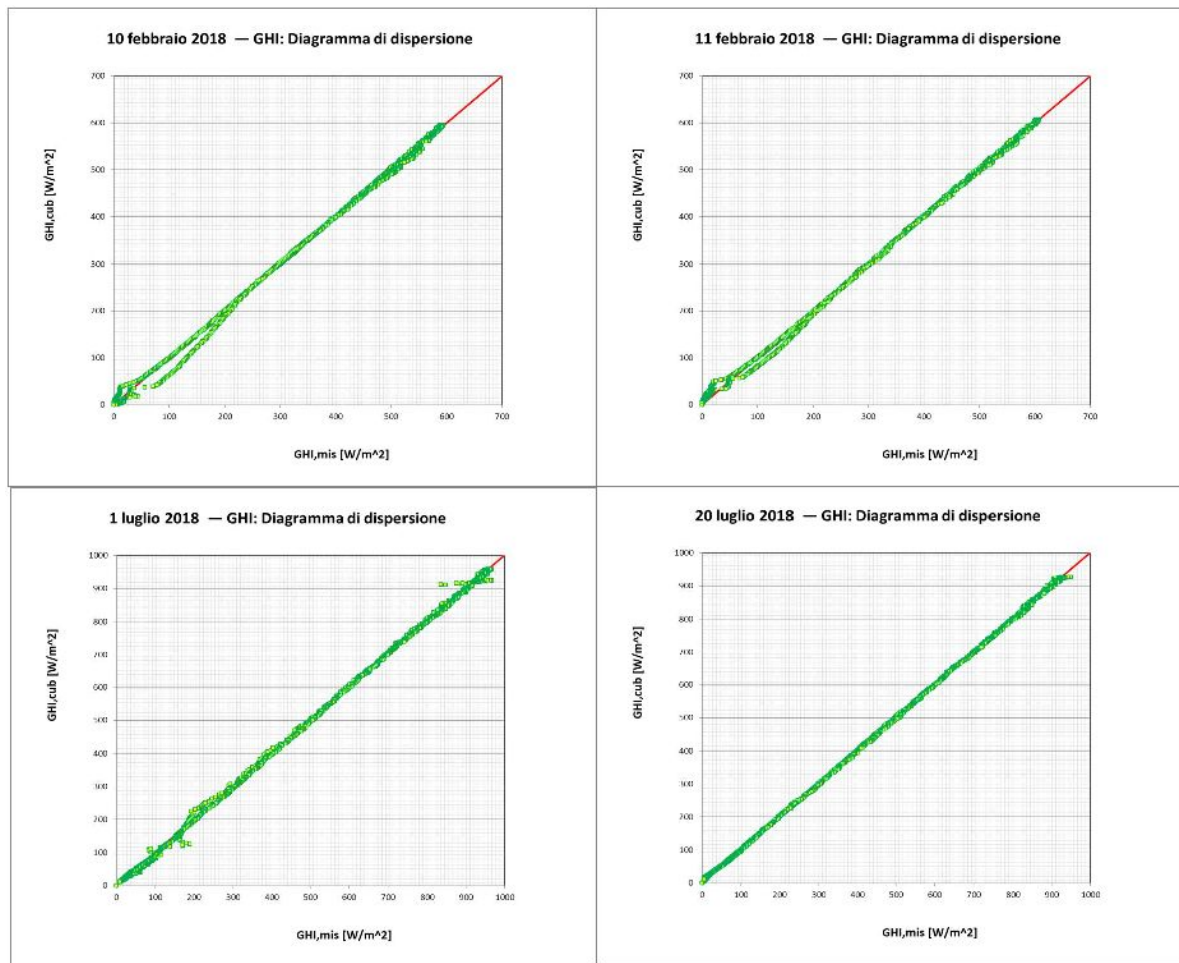 10 febbraio 2018 — GHI: Diagramma di dispersione
700
600
500
400
300
200
100
0
0 100 200 300 400 500 600 700
GHI,cub [W/m^2]
GHI,mis [W/m^2]
11 febbraio 2018 — GHI: Diagramma di dispersione
700
600
500
400
300
200
100
0
0 100 200 300 400 500 600 700
GHI,cub [W/m^2]
GHI,mis [W/m^2]
1 luglio 2018 — GHI: Diagramma di dispersione
1000
900
800
700
600
500
400
300
200
100
0
0 100 200 300 400 500 600 700 800 900 1000
GHI,cub [W/m^2]
GHI,mis [W/m^2]
20 luglio 2018 — GHI: Diagramma di dispersione
1000
900
800
700
600
500
400
300
200
100
0
0 100 200 300 400 500 600 700 800 900 1000
GHI,cub [W/m^2]
GHI,mis [W/m^2]